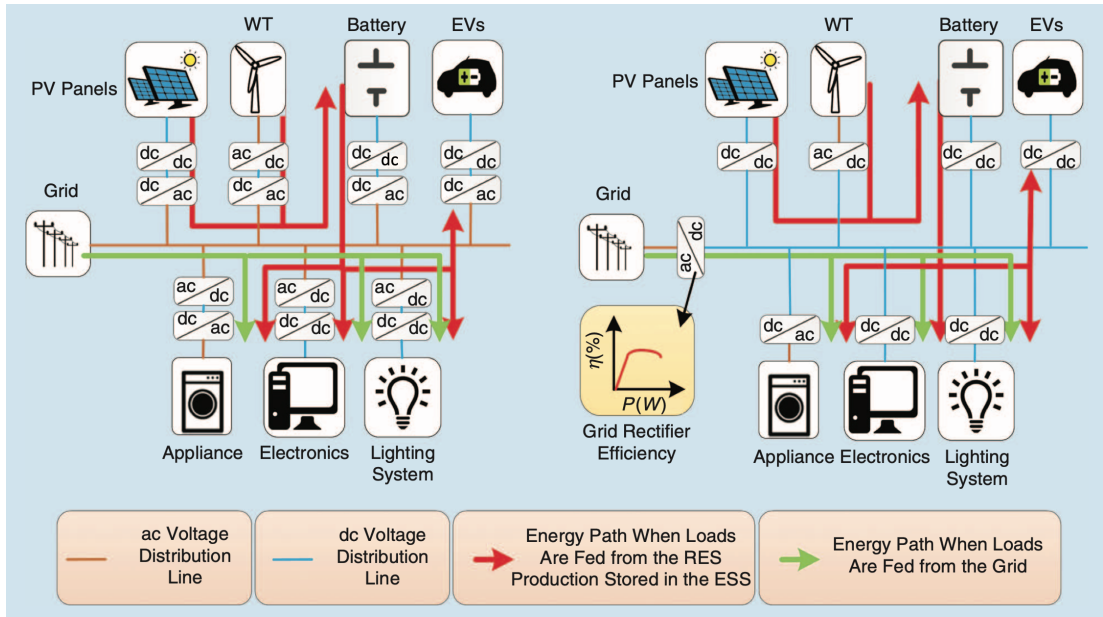 WT
Battery
EVs
PV Panels
dc dc
ac dc
dc dc
dc dc
dc ac
dc ac
dc ac
dc ac
Grid
ac dc
ac dc
ac dc
dc ac
dc dc
dc dc
Appliance
Electronics
Lighting
System
WT
Battery
EVs
PV Panels
dc dc
ac dc
dc dc
dc dc
Grid
ac dc
dc ac
dc dc
dc dc
η(%)
P(W)
Grid Rectifier
Efficiency
Appliance
Electronics
Lighting
System
ac Voltage
Distribution
Line
dc Voltage
Distribution
Line
Energy Path When Loads
Are Fed from the RES
Production Stored in the ESS
Energy Path When Loads
Are Fed from the Grid